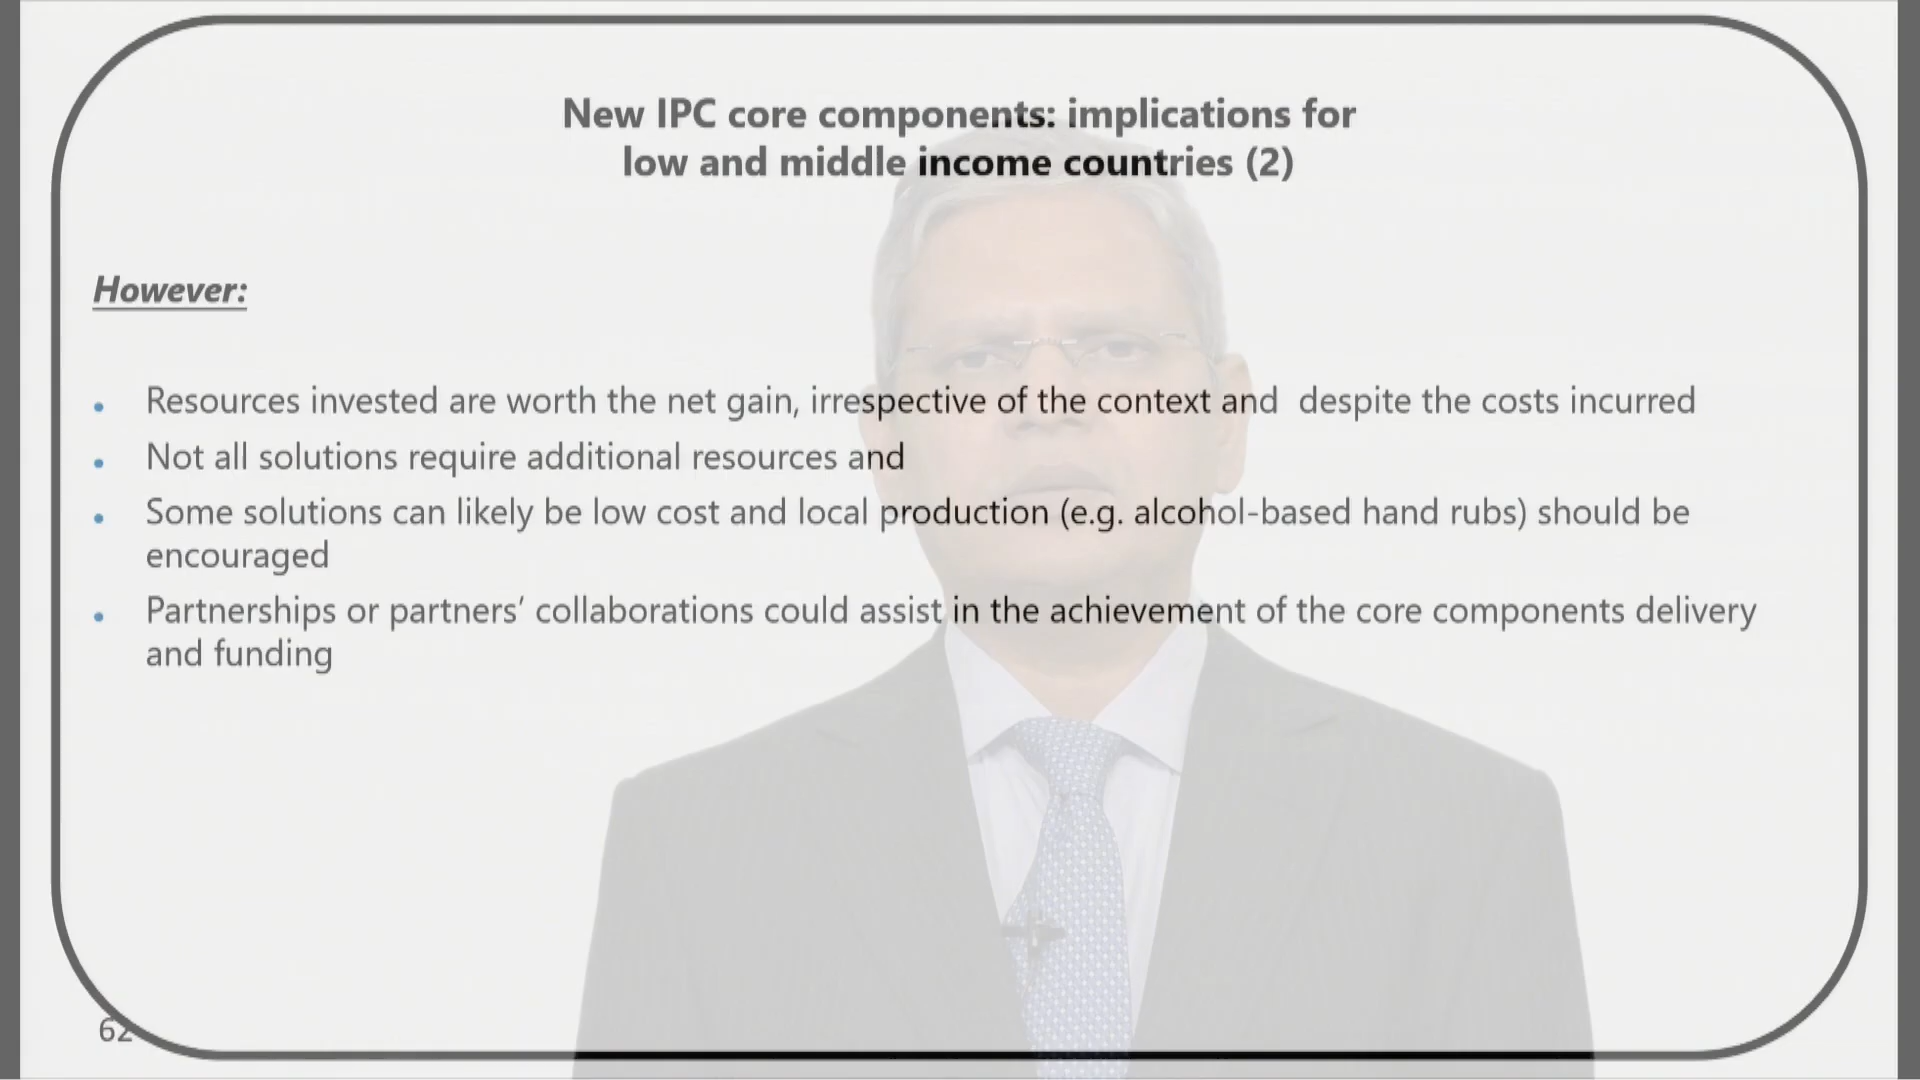 New IPC core components: implications for
low and middle income countries (2)
However:
• Resources invested are worth the net gain, irrespective of the context and  despite the costs incurred
• Not all solutions require additional resources and
• Some solutions can likely be low cost and local production (e.g. alcohol-based hand rubs) should be
encouraged
• Partnerships or partners’ collaborations could assist in the achievement of the core components delivery
and funding
62